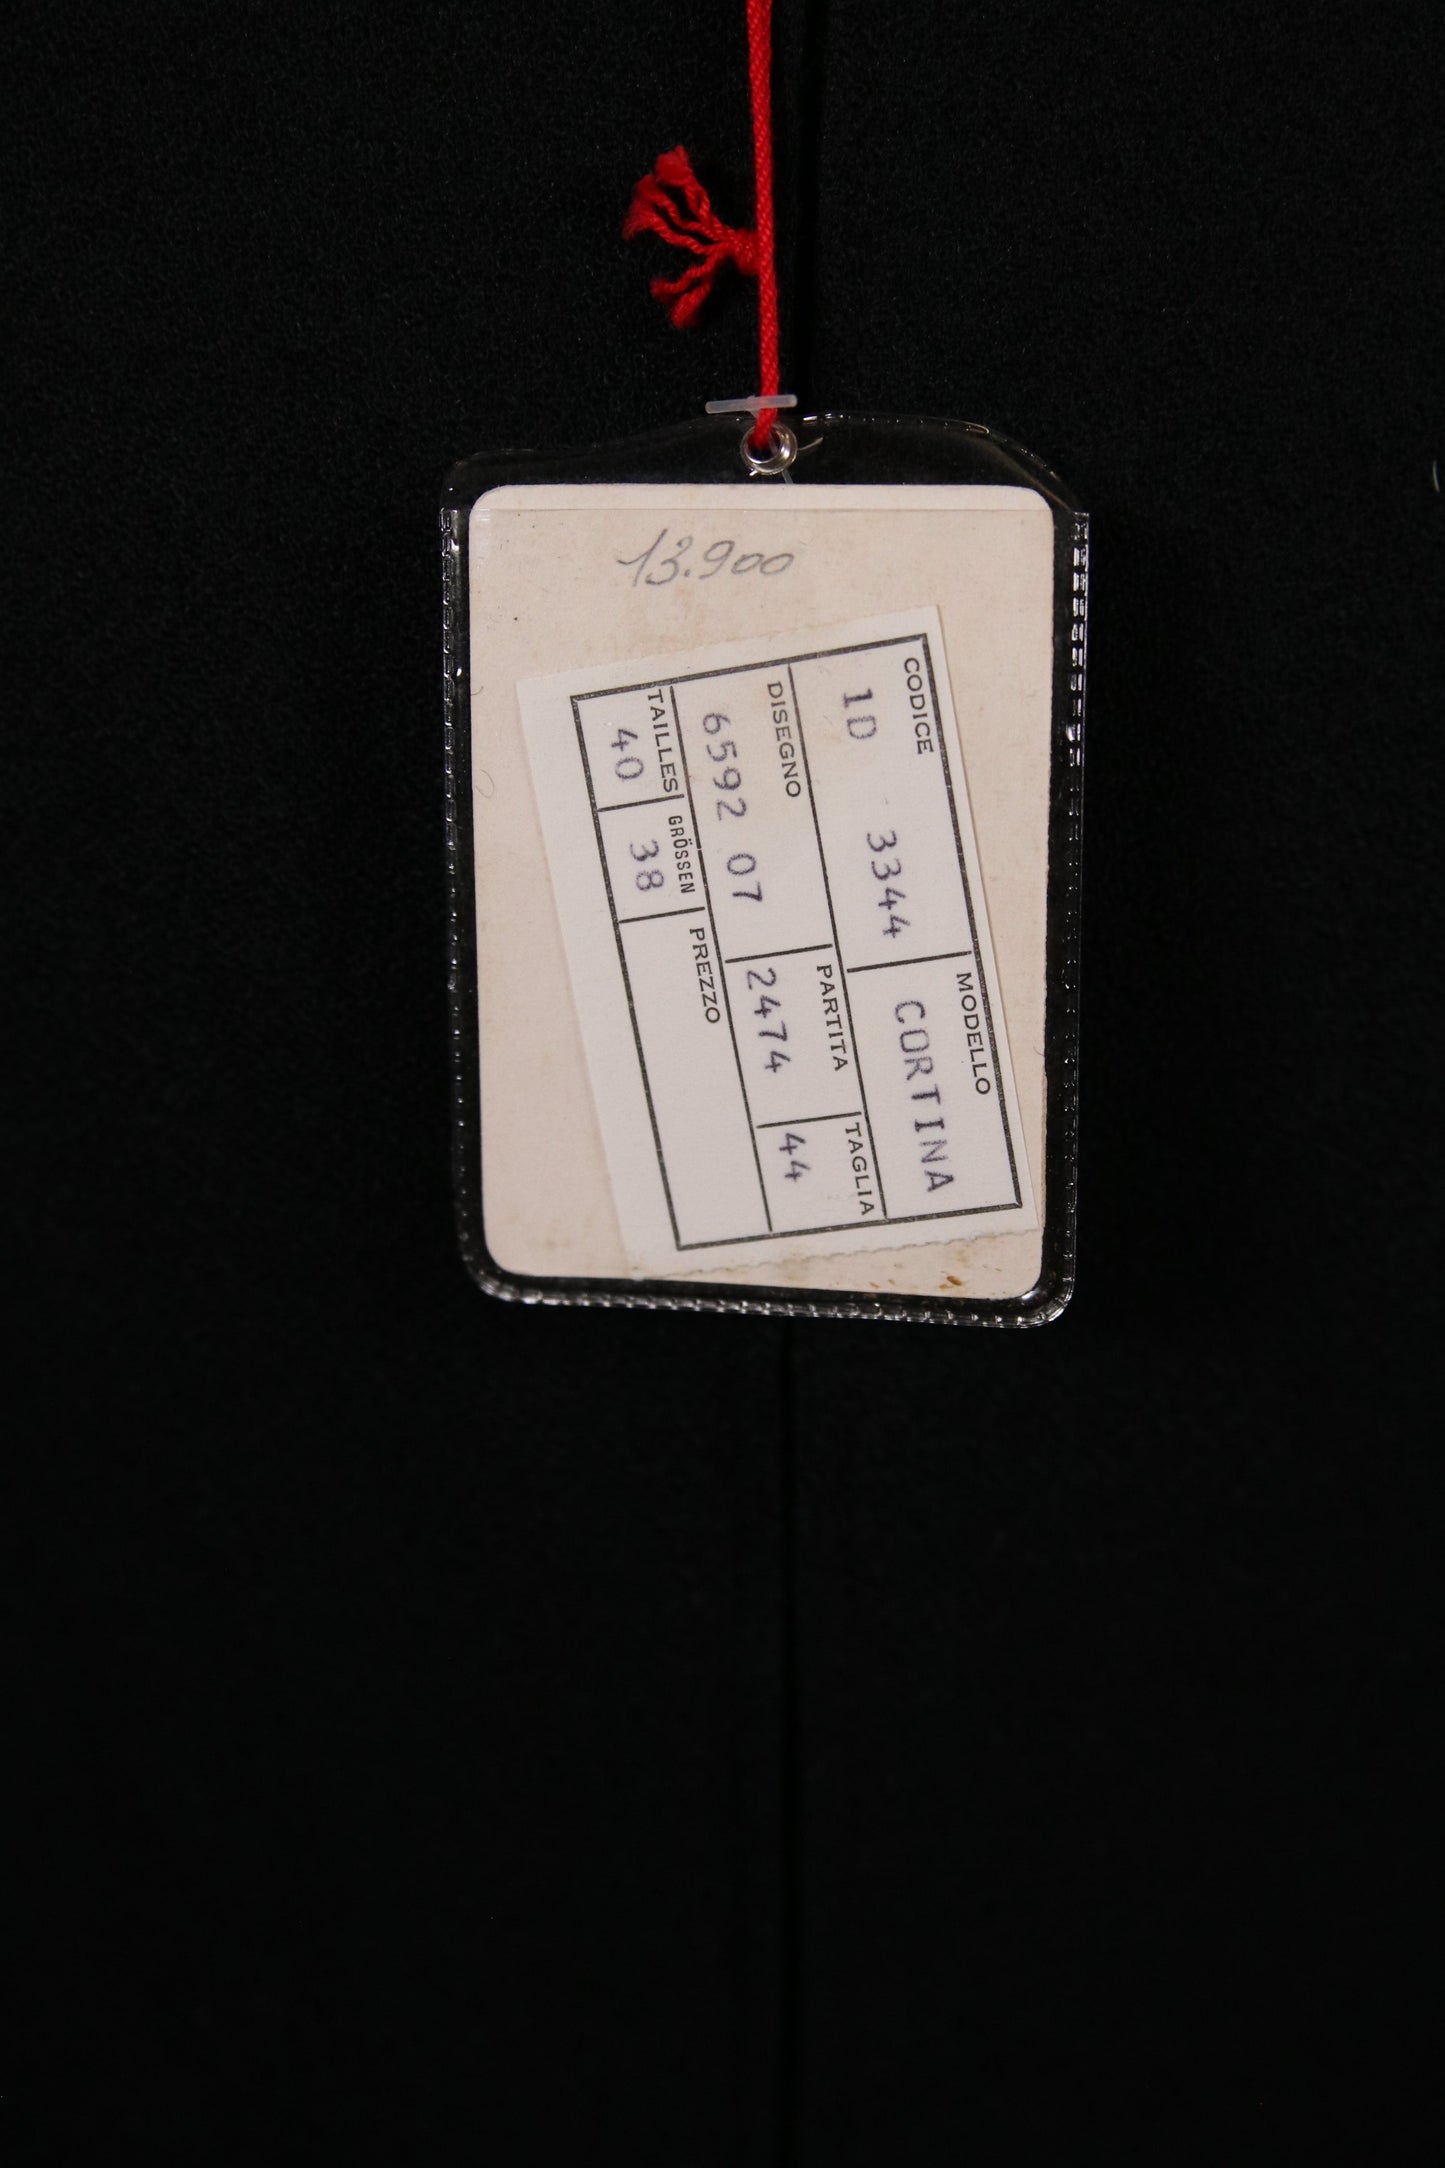 13.900
CODICE MODELLO
1D 3344 CORTINA
DISEGNO PARTITA TAGLIA
6592 07 2474 44
TAILLES GRÖSSEN PREZZO
40 38